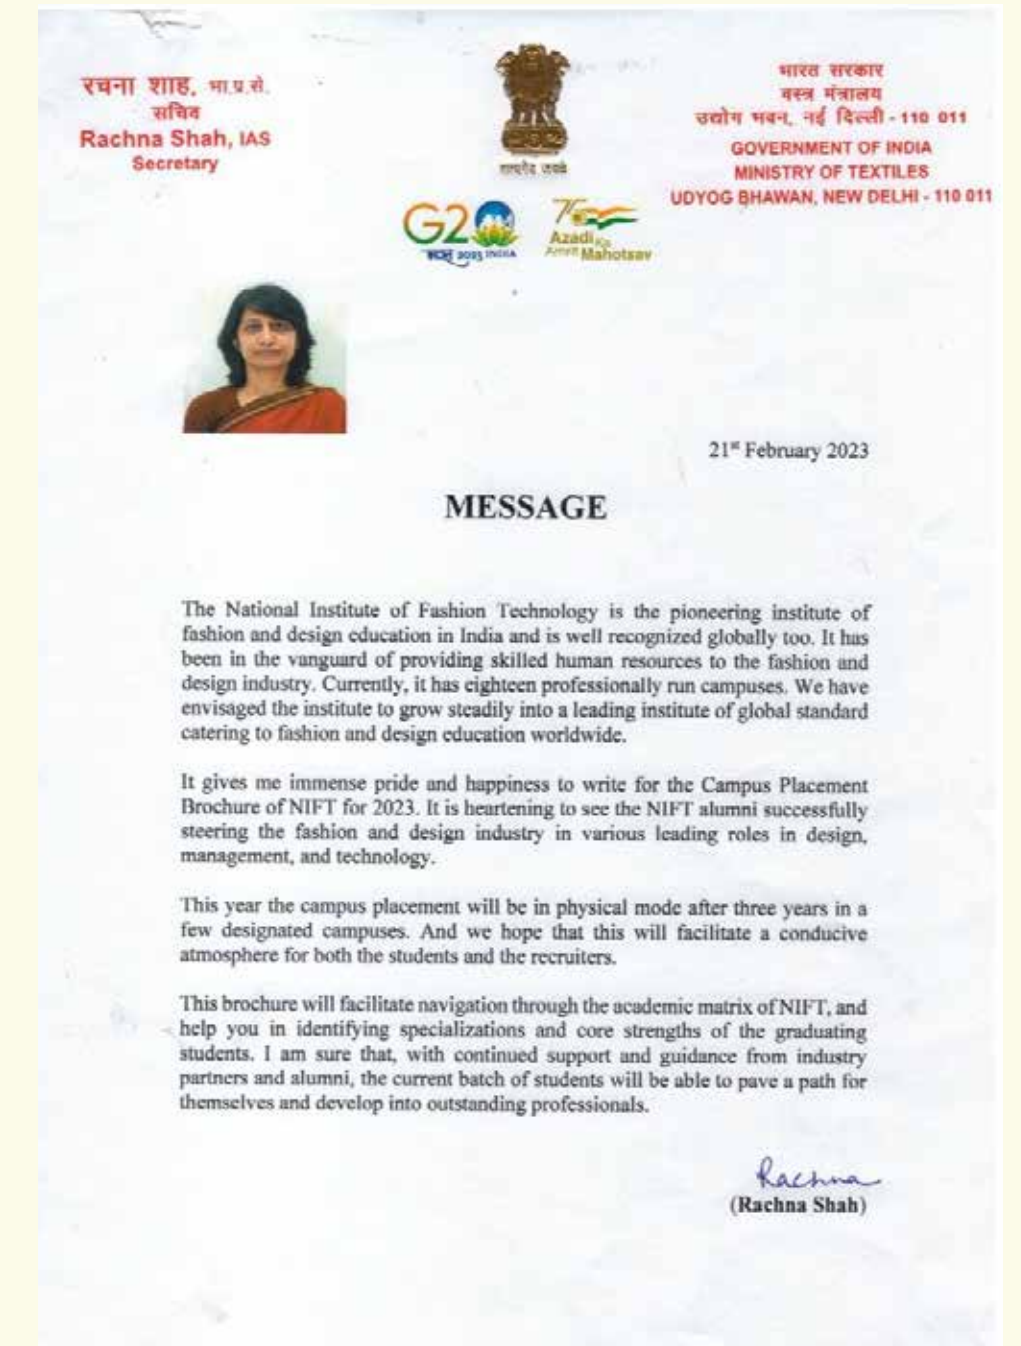 रचना शाह, भा.प्र.से.
सचिव
Rachna Shah, IAS
Secretary
सत्यमेव जयते
भारत सरकार
वस्त्र मंत्रालय
उद्योग भवन, नई दिल्ली - 110 011
GOVERNMENT OF INDIA
MINISTRY OF TEXTILES
UDYOG BHAWAN, NEW DELHI - 110 011
G20
भारत 2023 INDIA
75
Azadi Ka
Amrit Mahotsav
21st February 2023
MESSAGE
The National Institute of Fashion Technology is the pioneering institute of
fashion and design education in India and is well recognized globally too. It has
been in the vanguard of providing skilled human resources to the fashion and
design industry. Currently, it has eighteen professionally run campuses. We have
envisaged the institute to grow steadily into a leading institute of global standard
catering to fashion and design education worldwide.
It gives me immense pride and happiness to write for the Campus Placement
Brochure of NIFT for 2023. It is heartening to see the NIFT alumni successfully
steering the fashion and design industry in various leading roles in design,
management, and technology.
This year the campus placement will be in physical mode after three years in a
few designated campuses. And we hope that this will facilitate a conducive
atmosphere for both the students and the recruiters.
This brochure will facilitate navigation through the academic matrix of NIFT, and
help you in identifying specializations and core strengths of the graduating
students. I am sure that, with continued support and guidance from industry
partners and alumni, the current batch of students will be able to pave a path for
themselves and develop into outstanding professionals.
Rachna
(Rachna Shah)